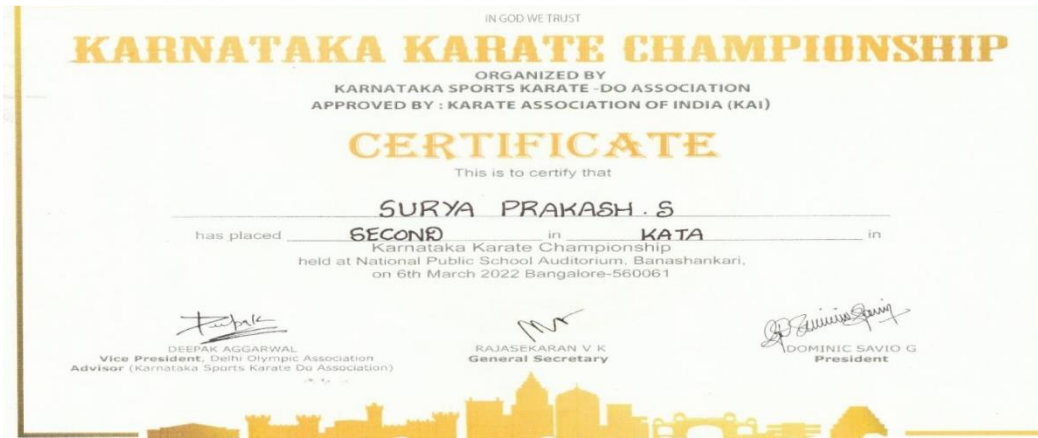 IN GOD WE TRUST
KARNATAKA KARATE CHAMPIONSHIP
ORGANIZED BY
KARNATAKA SPORTS KARATE -DO ASSOCIATION
APPROVED BY : KARATE ASSOCIATION OF INDIA (KAI)
CERTIFICATE
This is to certify that
SURYA PRAKASH.S
has placed SECOND in KATA in
Karnataka Karate Championship
held at National Public School Auditorium, Banashankari,
on 6th March 2022 Bangalore-560061
DEEPAK AGGARWAL
Vice President, Delhi Olympic Association
Advisor (Karnataka Sports Karate Do Association)
RAJASEKARAN V K
General Secretary
DOMINIC SAVIO G
President